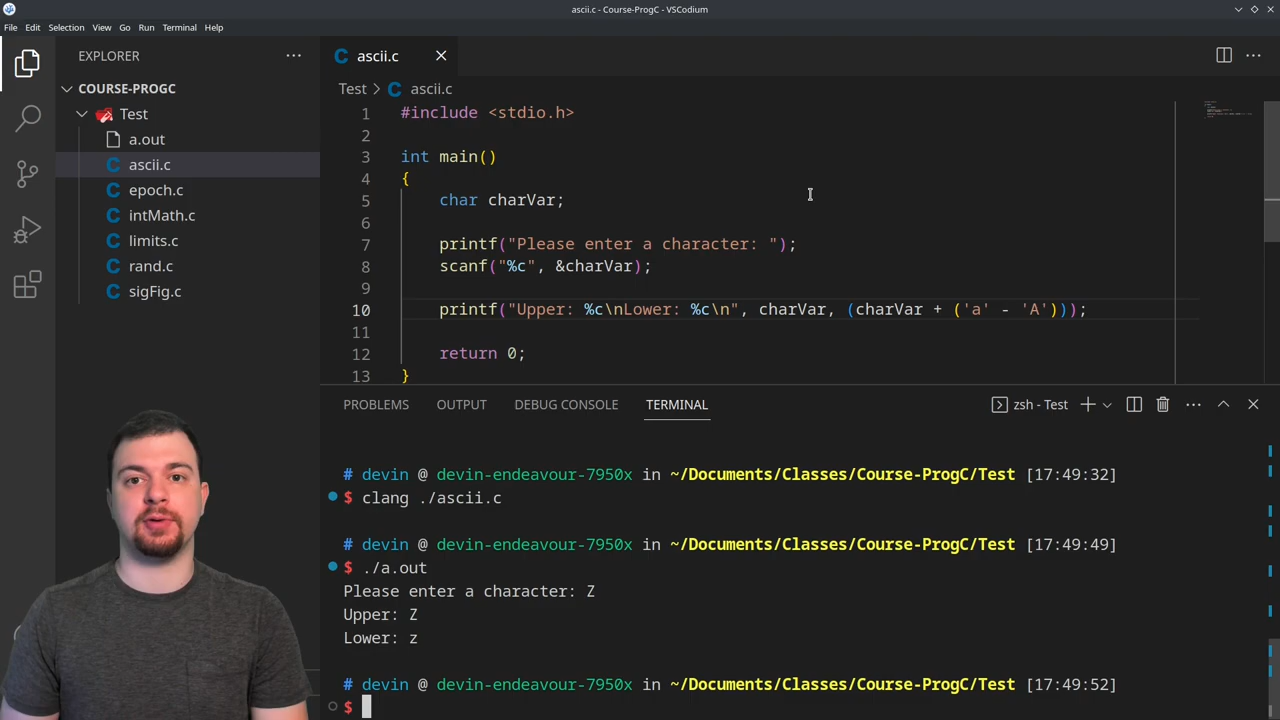 ascii.c - Course-ProgC - VSCodium
File Edit Selection View Go Run Terminal Help
EXPLORER
COURSE-PROGC
Test
a.out
ascii.c
epoch.c
intMath.c
limits.c
rand.c
sigFig.c
ascii.c
Test > ascii.c
1 #include <stdio.h>
2
3 int main()
4 {
5 char charVar;
6
7 printf("Please enter a character: ");
8 scanf("%c", &charVar);
9
10 printf("Upper: %c\nLower: %c\n", charVar, (charVar + ('a' - 'A')));
11
12 return 0;
13 }
PROBLEMS OUTPUT DEBUG CONSOLE TERMINAL
zsh - Test
# devin @ devin-endeavour-7950x in ~/Documents/Classes/Course-ProgC/Test [17:49:32]
$ clang ./ascii.c
# devin @ devin-endeavour-7950x in ~/Documents/Classes/Course-ProgC/Test [17:49:49]
$ ./a.out
Please enter a character: Z
Upper: Z
Lower: z
# devin @ devin-endeavour-7950x in ~/Documents/Classes/Course-ProgC/Test [17:49:52]
$